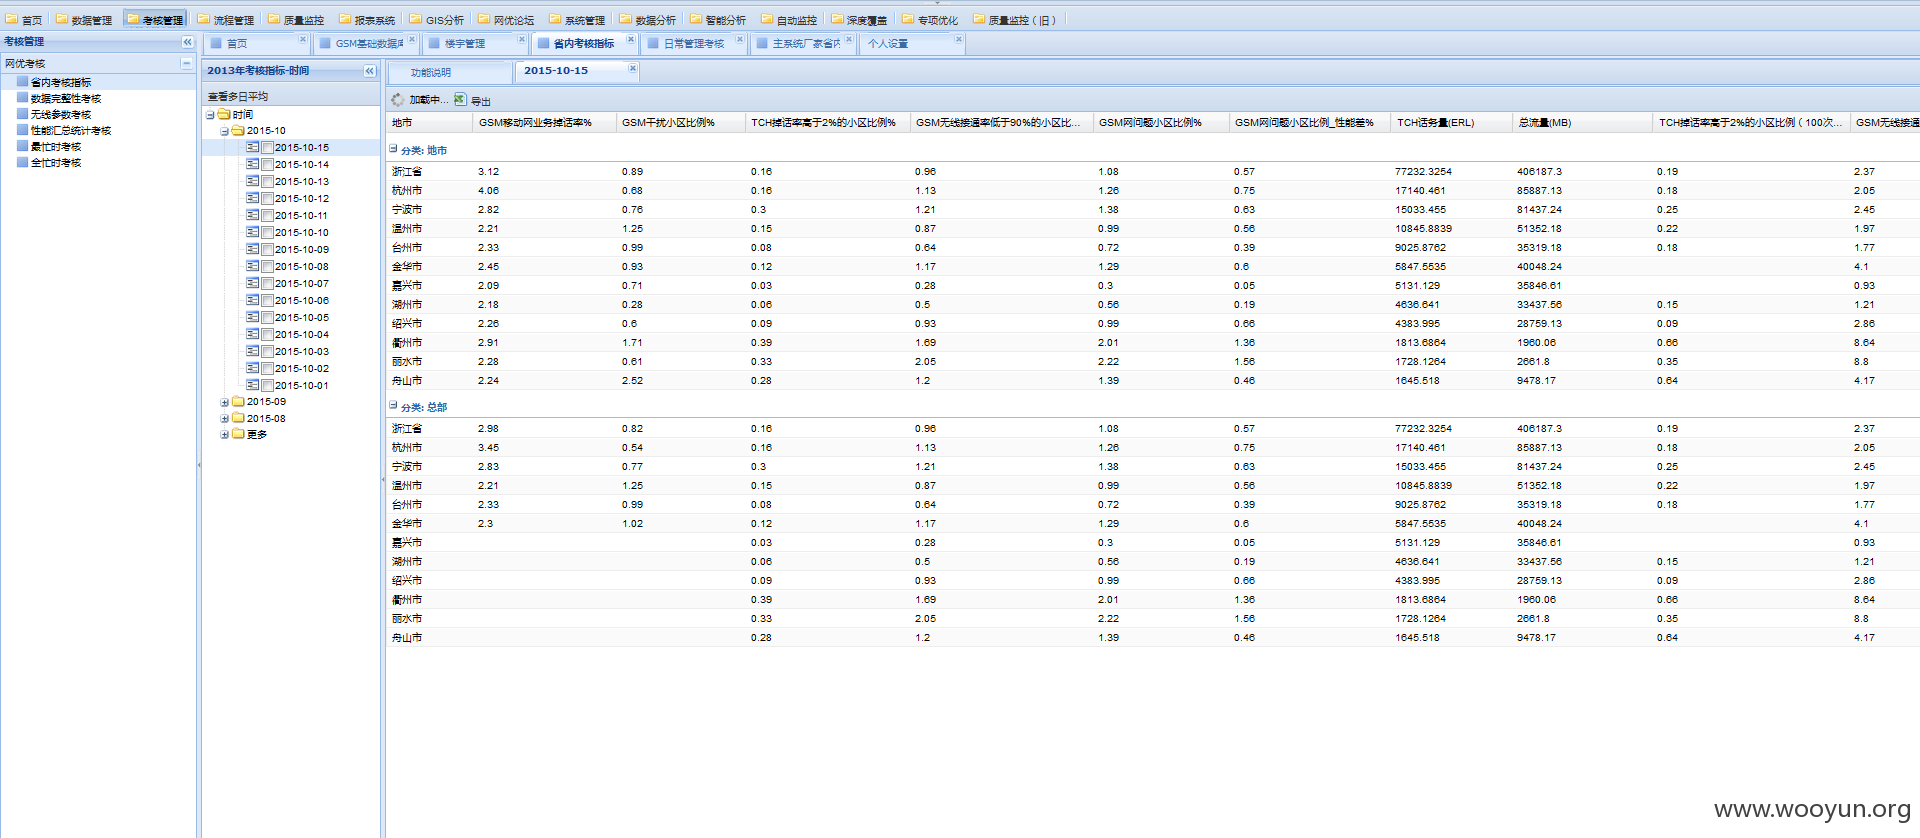 首页 数据管理 考核管理 流程管理 质量监控 报表系统 GIS分析 网优论坛 系统管理 数据分析 智能分析 自动监控 深度覆盖 专项优化 质量监控(旧)
考核管理 首页 GSM基础数据库 楼宇管理 省内考核指标 日常管理考核 主系统厂家省内 个人设置
网优考核
省内考核指标
数据完整性考核
无线参数考核
性能汇总统计考核
最忙时考核
全忙时考核
2013年考核指标-时间
查看多日平均
时间
2015-10
2015-10-15
2015-10-14
2015-10-13
2015-10-12
2015-10-11
2015-10-10
2015-10-09
2015-10-08
2015-10-07
2015-10-06
2015-10-05
2015-10-04
2015-10-03
2015-10-02
2015-10-01
2015-09
2015-08
更多
功能说明 2015-10-15
加载中... 导出
地市 GSM移动网业务掉话率% GSM干扰小区比例% TCH掉话率高于2%的小区比例% GSM无线接通率低于90%的小区比... GSM网问题小区比例% GSM网问题小区比例_性能差% TCH话务量(ERL) 总流量(MB) TCH掉话率高于2%的小区比例(100次... GSM无线接通
分类: 地市
浙江省 3.12 0.89 0.16 0.96 1.08 0.57 77232.3254 406187.3 0.19 2.37
杭州市 4.06 0.68 0.16 1.13 1.26 0.75 17140.461 85887.13 0.18 2.05
宁波市 2.82 0.76 0.3 1.21 1.38 0.63 15033.455 81437.24 0.25 2.45
温州市 2.21 1.25 0.15 0.87 0.99 0.56 10845.8839 51352.18 0.22 1.97
台州市 2.33 0.99 0.08 0.64 0.72 0.39 9025.8762 35319.18 0.18 1.77
金华市 2.45 0.93 0.12 1.17 1.29 0.6 5847.5535 40048.24 4.1
嘉兴市 2.09 0.71 0.03 0.28 0.3 0.05 5131.129 35846.61 0.93
湖州市 2.18 0.28 0.06 0.5 0.56 0.19 4636.641 33437.56 0.15 1.21
绍兴市 2.26 0.6 0.09 0.93 0.99 0.66 4383.995 28759.13 0.09 2.86
衢州市 2.91 1.71 0.39 1.69 2.01 1.36 1813.6864 1960.06 0.66 8.64
丽水市 2.28 0.61 0.33 2.05 2.22 1.56 1728.1264 2661.8 0.35 8.8
舟山市 2.24 2.52 0.28 1.2 1.39 0.46 1645.518 9478.17 0.64 4.17
分类: 总部
浙江省 2.98 0.82 0.16 0.96 1.08 0.57 77232.3254 406187.3 0.19 2.37
杭州市 3.45 0.54 0.16 1.13 1.26 0.75 17140.461 85887.13 0.18 2.05
宁波市 2.83 0.77 0.3 1.21 1.38 0.63 15033.455 81437.24 0.25 2.45
温州市 2.21 1.25 0.15 0.87 0.99 0.56 10845.8839 51352.18 0.22 1.97
台州市 2.33 0.99 0.08 0.64 0.72 0.39 9025.8762 35319.18 0.18 1.77
金华市 2.3 1.02 0.12 1.17 1.29 0.6 5847.5535 40048.24 4.1
嘉兴市 0.03 0.28 0.3 0.05 5131.129 35846.61 0.93
湖州市 0.06 0.5 0.56 0.19 4636.641 33437.56 0.15 1.21
绍兴市 0.09 0.93 0.99 0.66 4383.995 28759.13 0.09 2.86
衢州市 0.39 1.69 2.01 1.36 1813.6864 1960.06 0.66 8.64
丽水市 0.33 2.05 2.22 1.56 1728.1264 2661.8 0.35 8.8
舟山市 0.28 1.2 1.39 0.46 1645.518 9478.17 0.64 4.17
www.wooyun.org